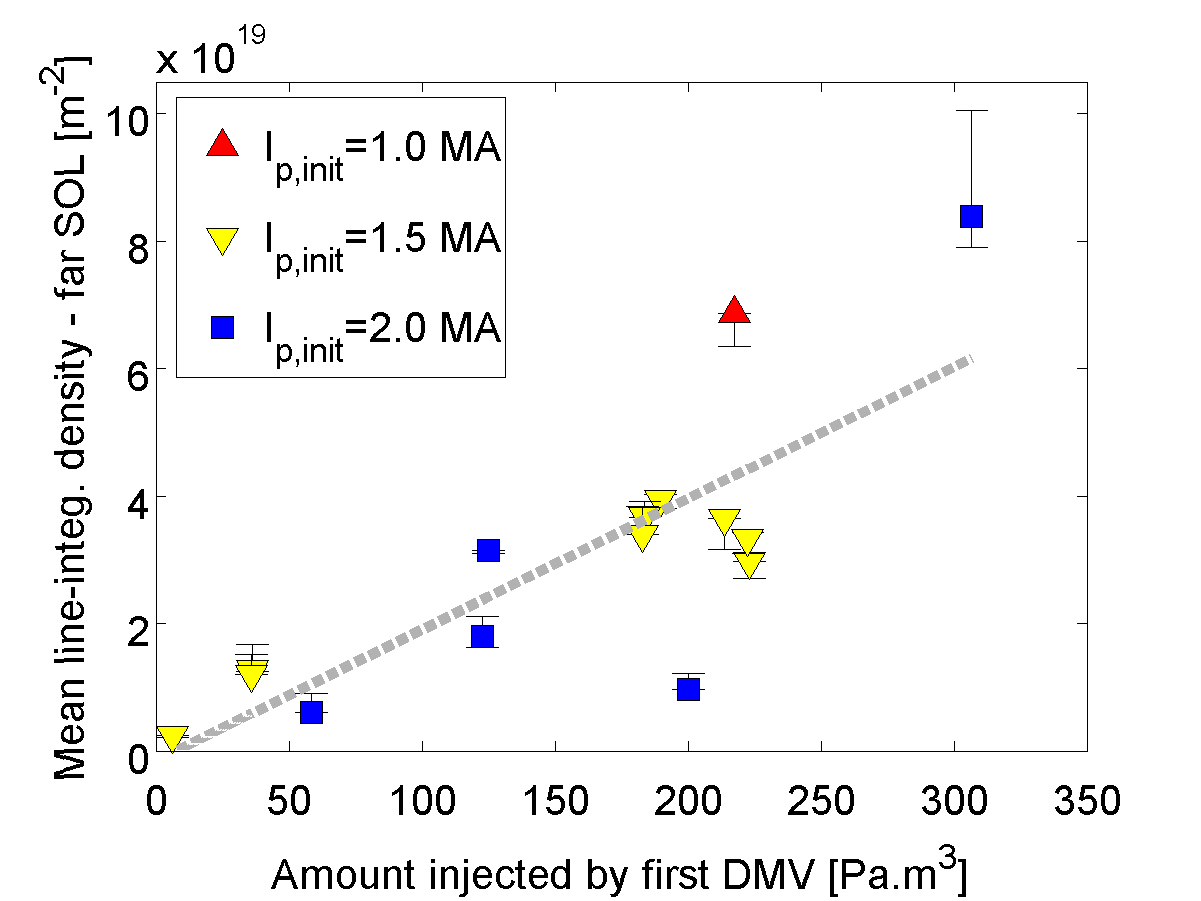 x 10^19
Mean line-integ. density - far SOL [m^-2]
10
8
6
4
2
0
I_p,init=1.0 MA
I_p,init=1.5 MA
I_p,init=2.0 MA
0 50 100 150 200 250 300 350
Amount injected by first DMV [Pa.m^3]